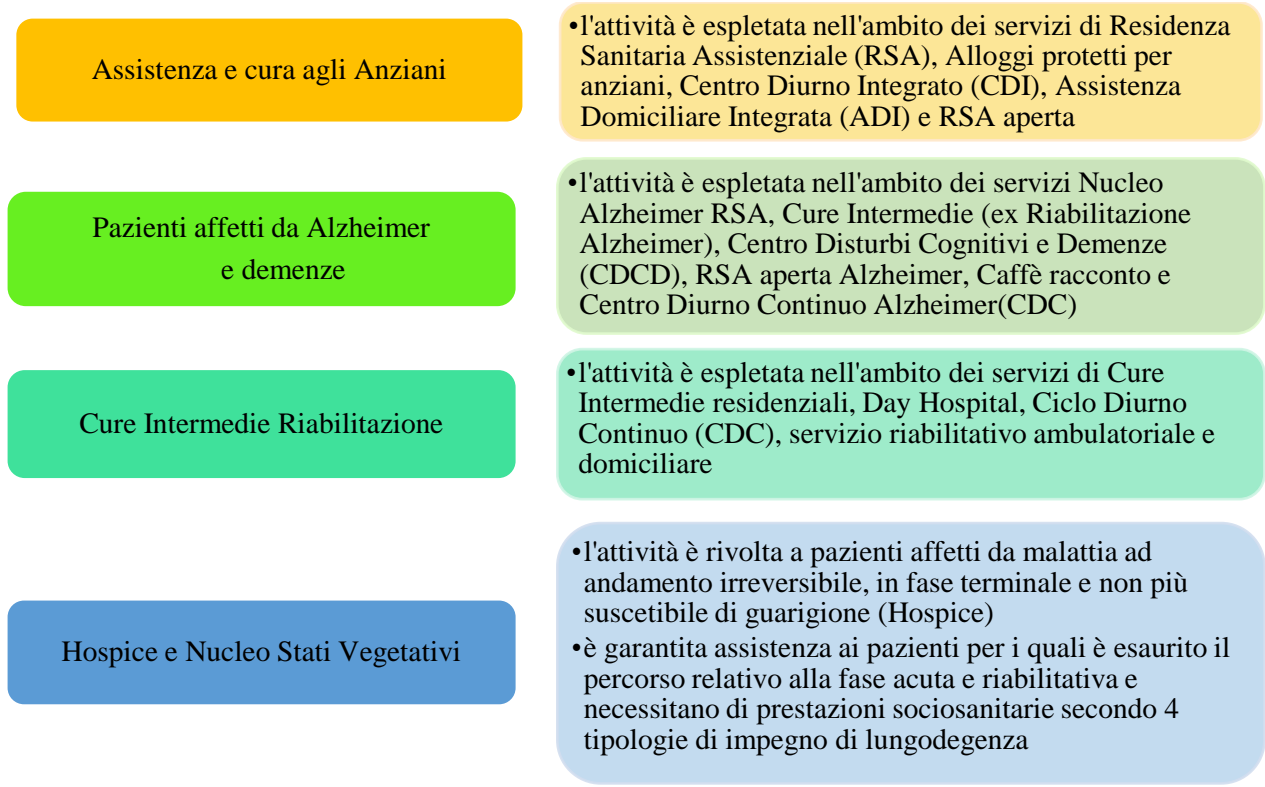 Assistenza e cura agli Anziani
•l'attività è espletata nell'ambito dei servizi di Residenza
Sanitaria Assistenziale (RSA), Alloggi protetti per
anziani, Centro Diurno Integrato (CDI), Assistenza
Domiciliare Integrata (ADI) e RSA aperta
Pazienti affetti da Alzheimer
e demenze
•l'attività è espletata nell'ambito dei servizi Nucleo
Alzheimer RSA, Cure Intermedie (ex Riabilitazione
Alzheimer), Centro Disturbi Cognitivi e Demenze
(CDCD), RSA aperta Alzheimer, Caffè racconto e
Centro Diurno Continuo Alzheimer(CDC)
Cure Intermedie Riabilitazione
•l'attività è espletata nell'ambito dei servizi di Cure
Intermedie residenziali, Day Hospital, Ciclo Diurno
Continuo (CDC), servizio riabilitativo ambulatoriale e
domiciliare
Hospice e Nucleo Stati Vegetativi
•l'attività è rivolta a pazienti affetti da malattia ad
andamento irreversibile, in fase terminale e non più
suscetibile di guarigione (Hospice)
•è garantita assistenza ai pazienti per i quali è esaurito il
percorso relativo alla fase acuta e riabilitativa e
necessitano di prestazioni sociosanitarie secondo 4
tipologie di impegno di lungodegenza